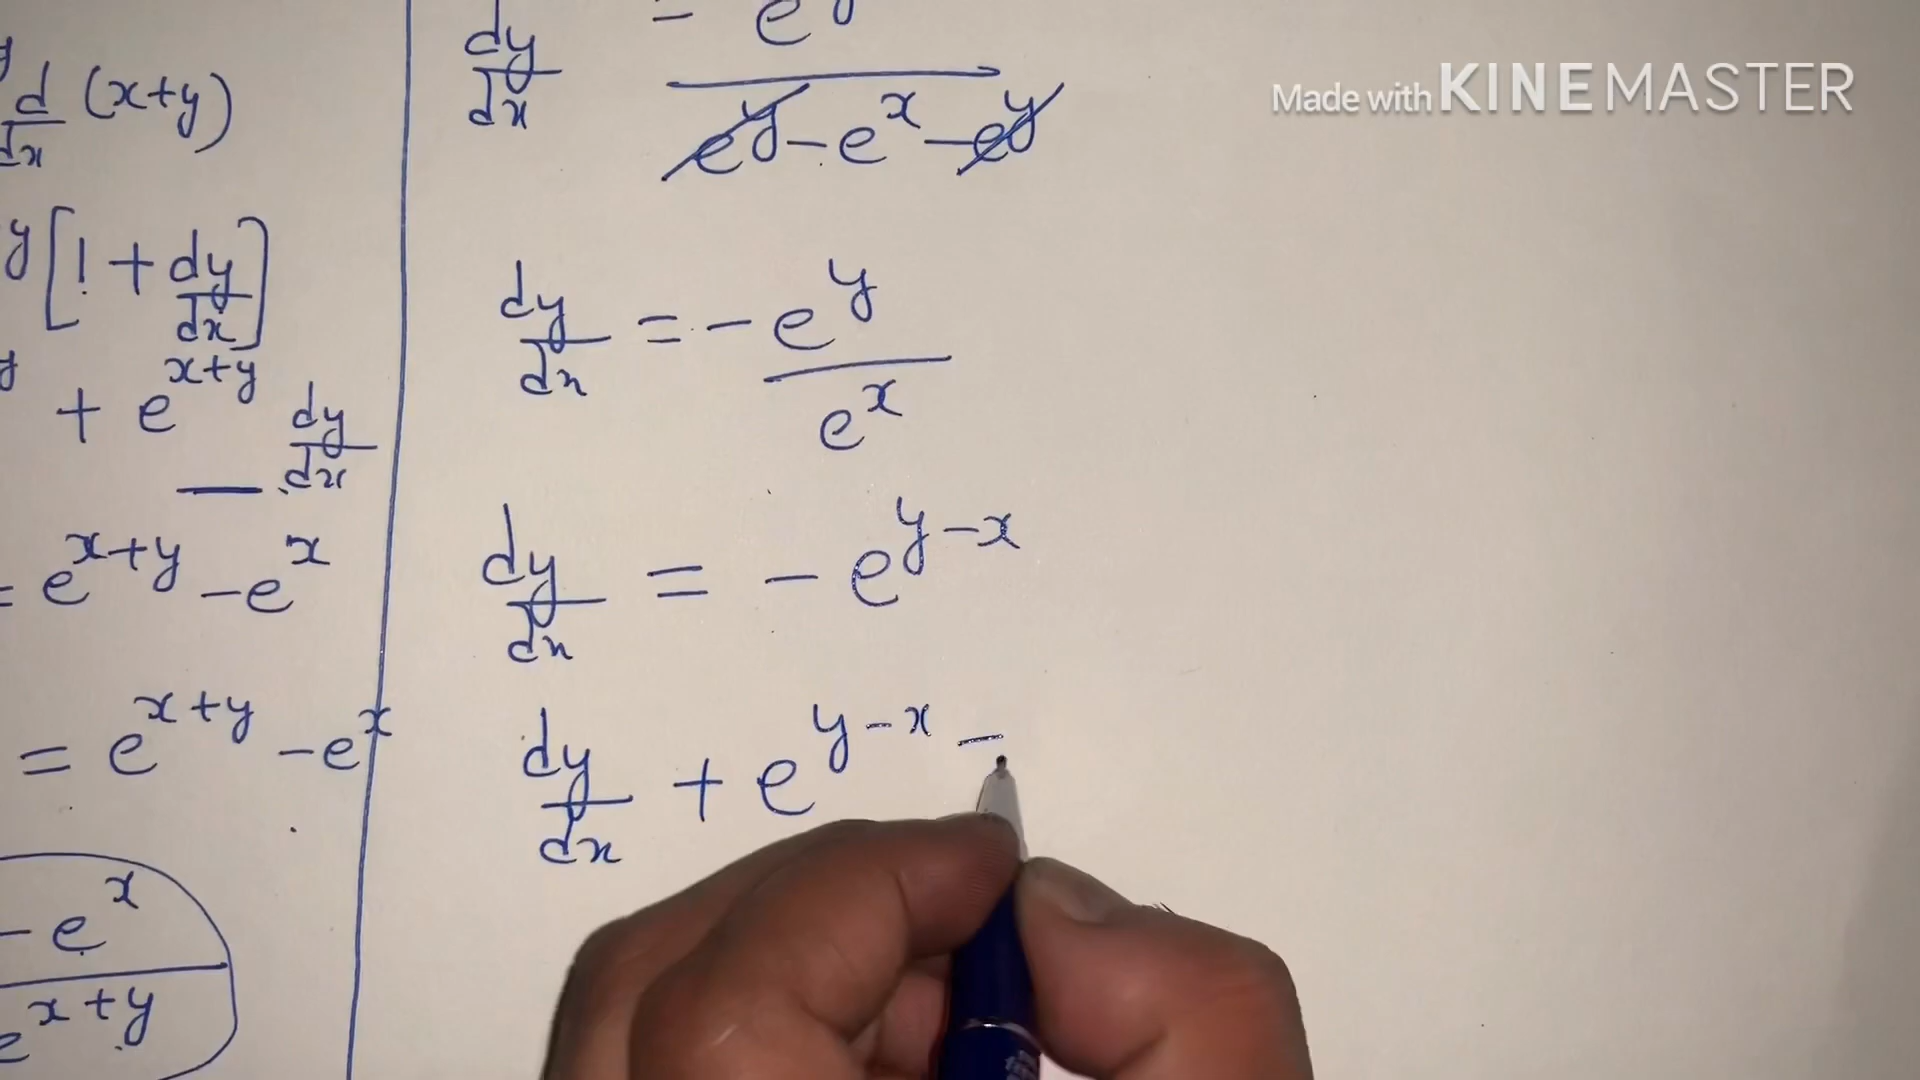 d/dx (x+y)
y[1 + dy/dx]
+ e^{x+y} dy/dx
—
= e^{x+y} - e^x
= e^{x+y} - e^x
- e^x
e^{x+y}
dy/dx - e^y
e^y - e^x - e^y
dy/dx = - e^y/e^x
dy/dx = - e^{y-x}
dy/dx + e^{y-x} -
Made with KINEMASTER